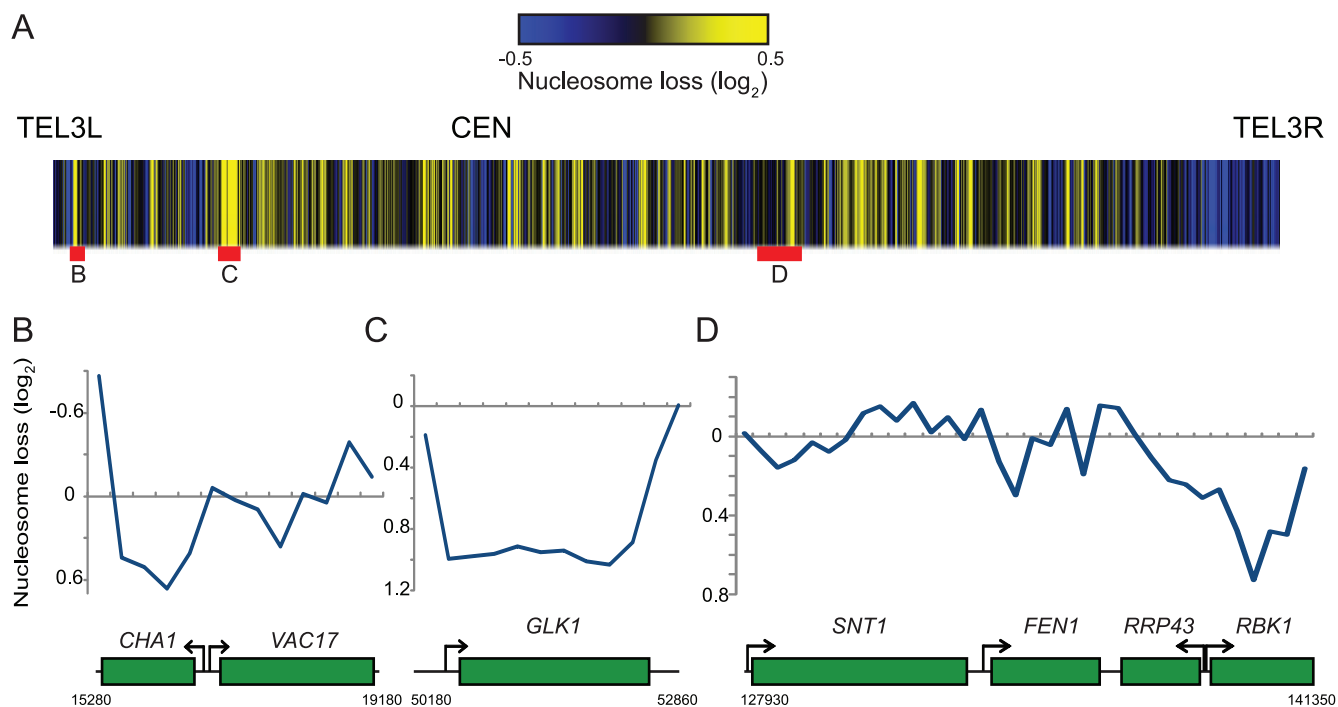 A
-0.5 0.5
Nucleosome loss (log2)
TEL3L CEN TEL3R
B C D
B C D
Nucleosome loss (log2)
-0.6
0
0.6
0
0.4
0.8
1.2
0
0.4
0.8
CHA1 VAC17 GLK1 SNT1 FEN1 RRP43 RBK1
15280 19180 50180 52860 127930 141350